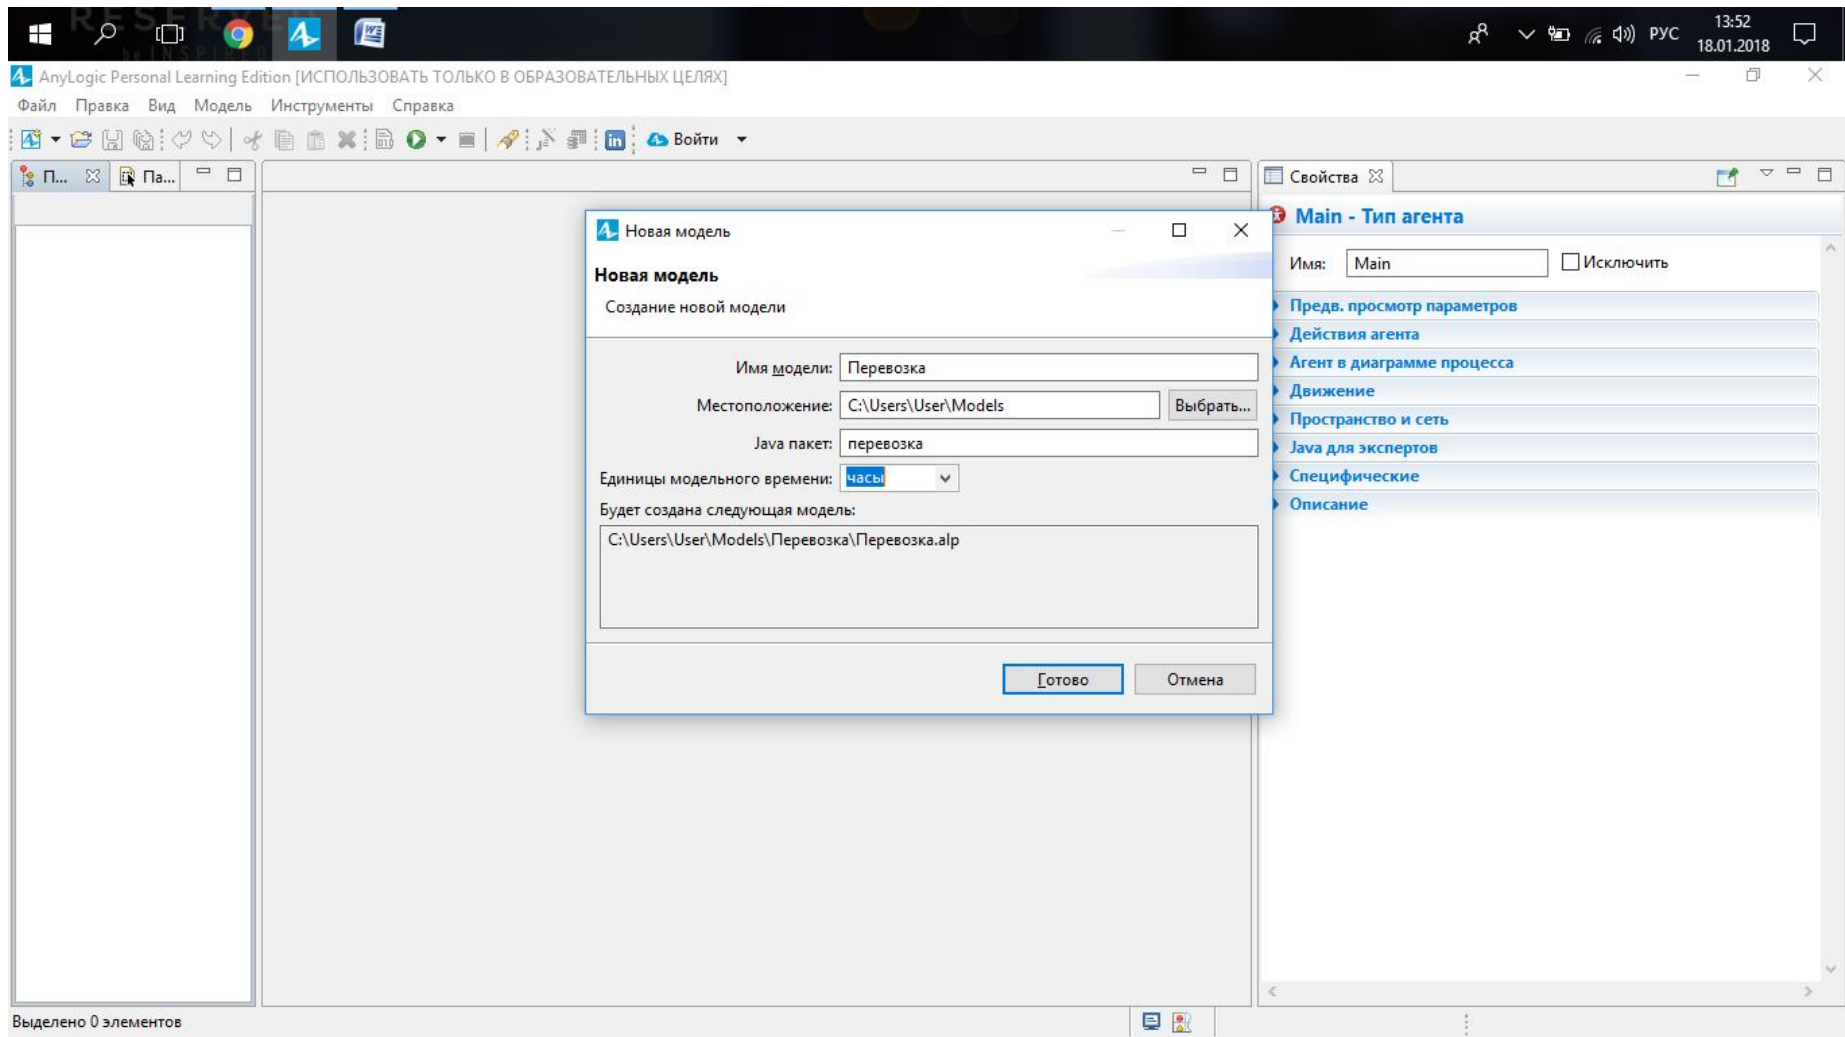 RESERVED
be INSPIRED
РУС
13:52
18.01.2018
AnyLogic Personal Learning Edition [ИСПОЛЬЗОВАТЬ ТОЛЬКО В ОБРАЗОВАТЕЛЬНЫХ ЦЕЛЯХ]
Файл Правка Вид Модель Инструменты Справка
in Войти
П... Па... Свойства
Main - Тип агента
Имя: Main Исключить
Предв. просмотр параметров
Действия агента
Агент в диаграмме процесса
Движение
Пространство и сеть
Java для экспертов
Специфические
Описание
Новая модель
Новая модель
Создание новой модели
Имя модели: Перевозка
Местоположение: C:\Users\User\Models Выбрать...
Java пакет: перевозка
Единицы модельного времени: часы
Будет создана следующая модель:
C:\Users\User\Models\Перевозка\Перевозка.alp
Готово Отмена
Выделено 0 элементов